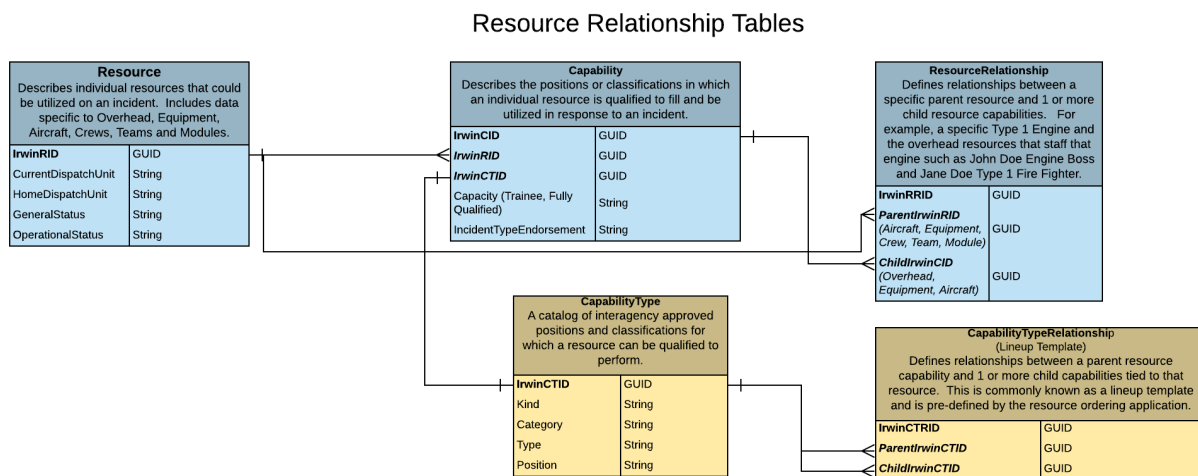 Resource Relationship Tables
Resource
Describes individual resources that could
be utilized on an incident. Includes data
specific to Overhead, Equipment,
Aircraft, Crews, Teams and Modules.
IrwinRID GUID
CurrentDispatchUnit String
HomeDispatchUnit String
GeneralStatus String
OperationalStatus String
Capability
Describes the positions or classifications in which
an individual resource is qualified to fill and be
utilized in response to an incident.
IrwinCID GUID
IrwinRID GUID
IrwinCTID GUID
Capacity (Trainee, Fully
Qualified) String
IncidentTypeEndorsement String
ResourceRelationship
Defines relationships between a
specific parent resource and 1 or more
child resource capabilities. For
example, a specific Type 1 Engine and
the overhead resources that staff that
engine such as John Doe Engine Boss
and Jane Doe Type 1 Fire Fighter.
IrwinRRID GUID
ParentIrwinRID
(Aircraft, Equipment, GUID
Crew, Team, Module)
ChildIrwinCID
(Overhead, GUID
Equipment, Aircraft)
CapabilityType
A catalog of interagency approved
positions and classifications for
which a resource can be qualified to
perform.
IrwinCTID GUID
Kind String
Category String
Type String
Position String
CapabilityTypeRelationship
(Lineup Template)
Defines relationships between a parent resource
capability and 1 or more child capabilities tied to that
resource. This is commonly known as a lineup template
and is pre-defined by the resource ordering application.
IrwinCTRID GUID
ParentIrwinCTID GUID
ChildIrwinCTID GUID